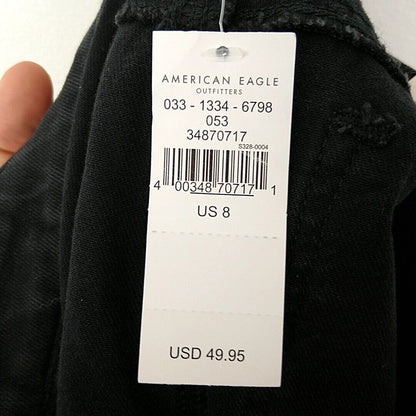 AMERICAN EAGLE
OUTFITTERS
033 - 1334 - 6798
053
34870717
S328-0004
4 00348 70717 1
US 8
USD 49.95